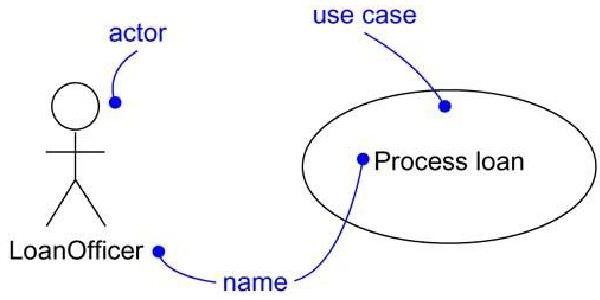 actor
use case
Process loan
LoanOfficer
name